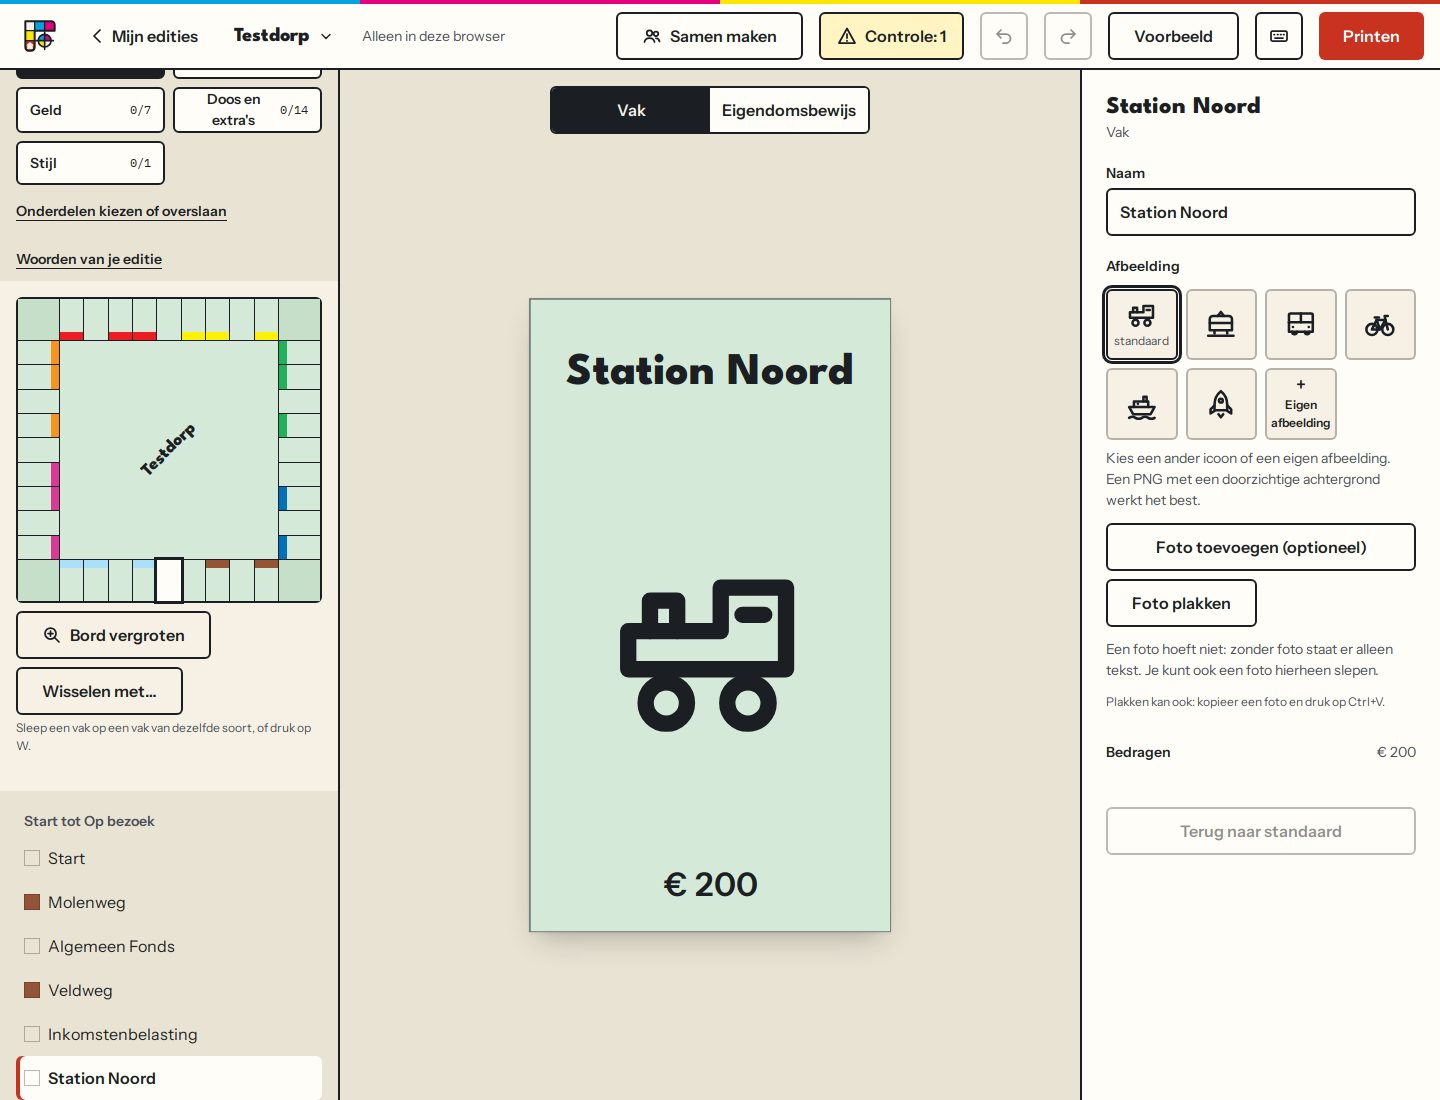 Mijn edities
Testdorp
Alleen in deze browser
Samen maken
Controle: 1
Voorbeeld
Printen
Geld 0/7
Doos en extra's 0/14
Stijl 0/1
Onderdelen kiezen of overslaan
Woorden van je editie
Testdorp
Bord vergroten
Wisselen met...
Sleep een vak op een vak van dezelfde soort, of druk op
W.
Start tot Op bezoek
Start
Molenweg
Algemeen Fonds
Veldweg
Inkomstenbelasting
Station Noord
Vak
Eigendomsbewijs
Station Noord
€ 200
Station Noord
Vak
Naam
Station Noord
Afbeelding
standaard
+
Eigen
afbeelding
Kies een ander icoon of een eigen afbeelding.
Een PNG met een doorzichtige achtergrond
werkt het best.
Foto toevoegen (optioneel)
Foto plakken
Een foto hoeft niet: zonder foto staat er alleen
tekst. Je kunt ook een foto hierheen slepen.
Plakken kan ook: kopieer een foto en druk op Ctrl+V.
Bedragen € 200
Terug naar standaard